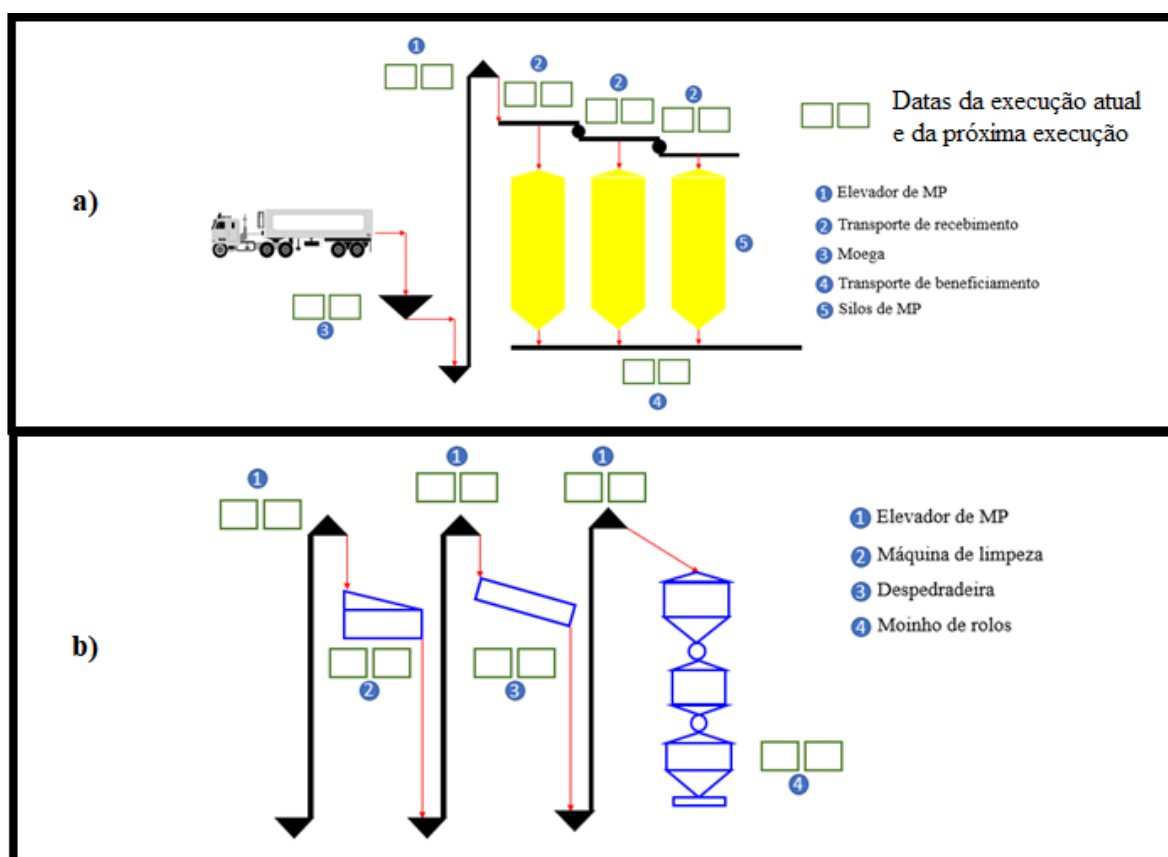 a)
1
2
2
2
3
4
5
Datas da execução atual
e da próxima execução
1 Elevador de MP
2 Transporte de recebimento
3 Moega
4 Transporte de beneficiamento
5 Silos de MP
b)
1
1
1
2
3
4
1 Elevador de MP
2 Máquina de limpeza
3 Despedradeira
4 Moinho de rolos